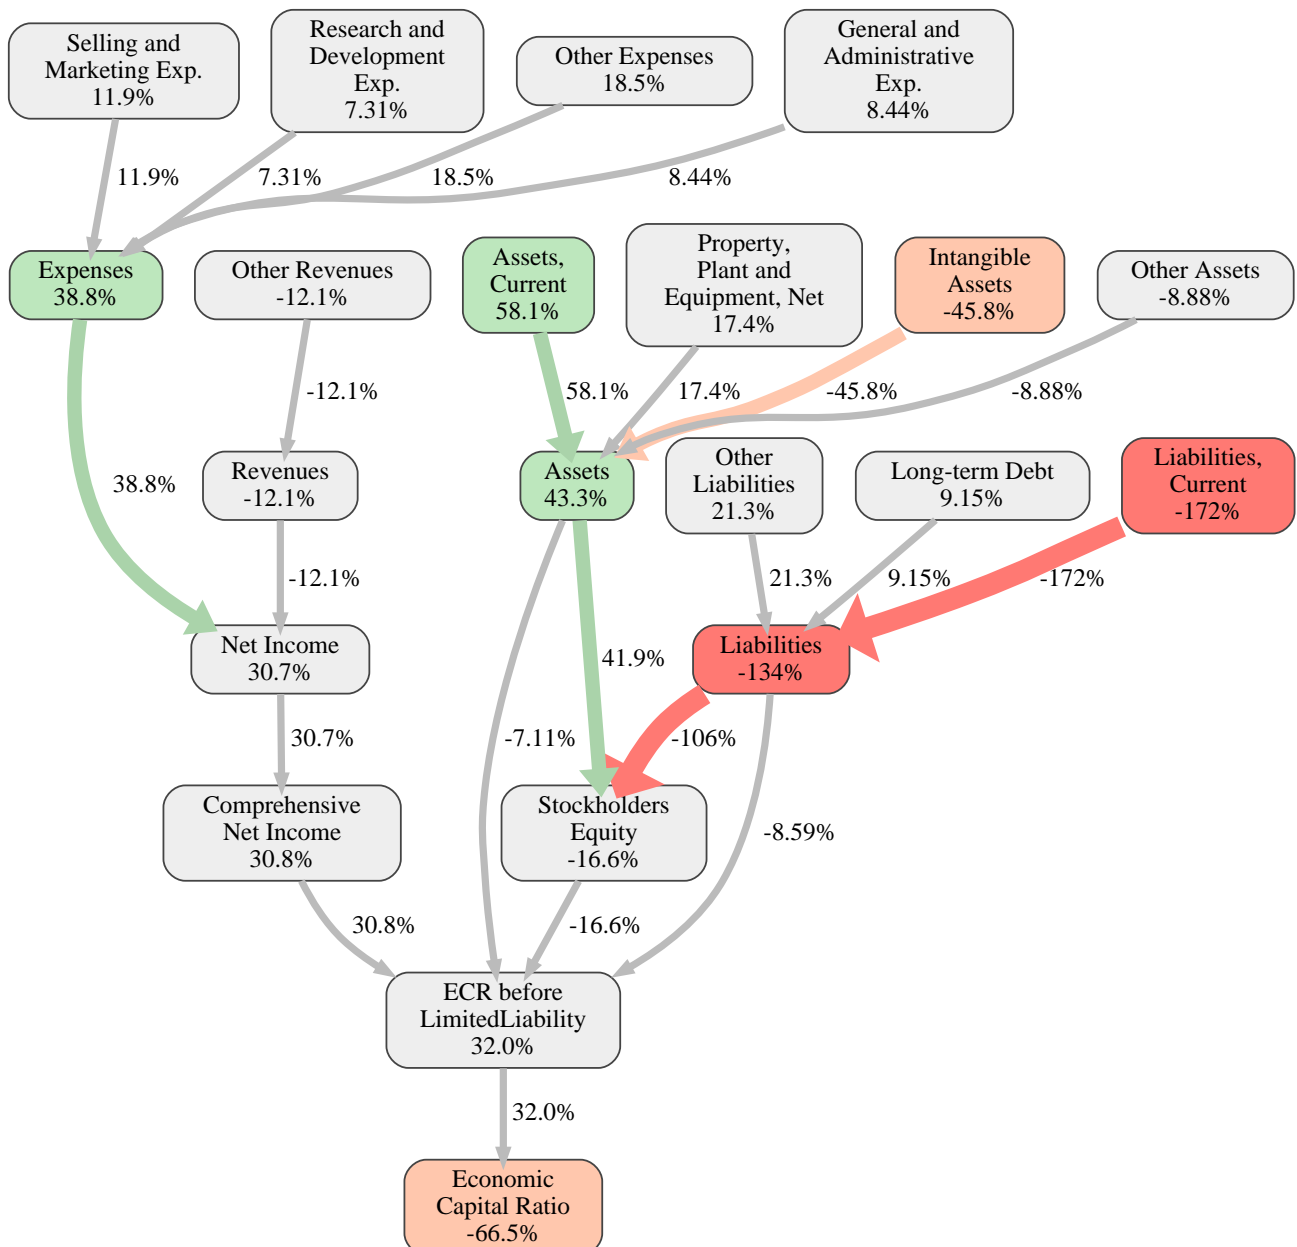 Selling and
Marketing Exp.
11.9%
Research and
Development
Exp.
7.31%
Other Expenses
18.5%
General and
Administrative
Exp.
8.44%
11.9%
7.31%
18.5%
8.44%
Expenses
38.8%
Other Revenues
-12.1%
Assets,
Current
58.1%
Property,
Plant and
Equipment, Net
17.4%
Intangible
Assets
-45.8%
Other Assets
-8.88%
-12.1%
58.1%
17.4%
-45.8%
-8.88%
38.8%
Revenues
-12.1%
Assets
43.3%
Other
Liabilities
21.3%
Long-term Debt
9.15%
Liabilities,
Current
-172%
-12.1%
21.3%
9.15%
-172%
Net Income
30.7%
41.9%
Liabilities
-134%
30.7%
-7.11%
-106%
Comprehensive
Net Income
30.8%
Stockholders
Equity
-16.6%
-8.59%
30.8%
-16.6%
ECR before
LimitedLiability
32.0%
32.0%
Economic
Capital Ratio
-66.5%